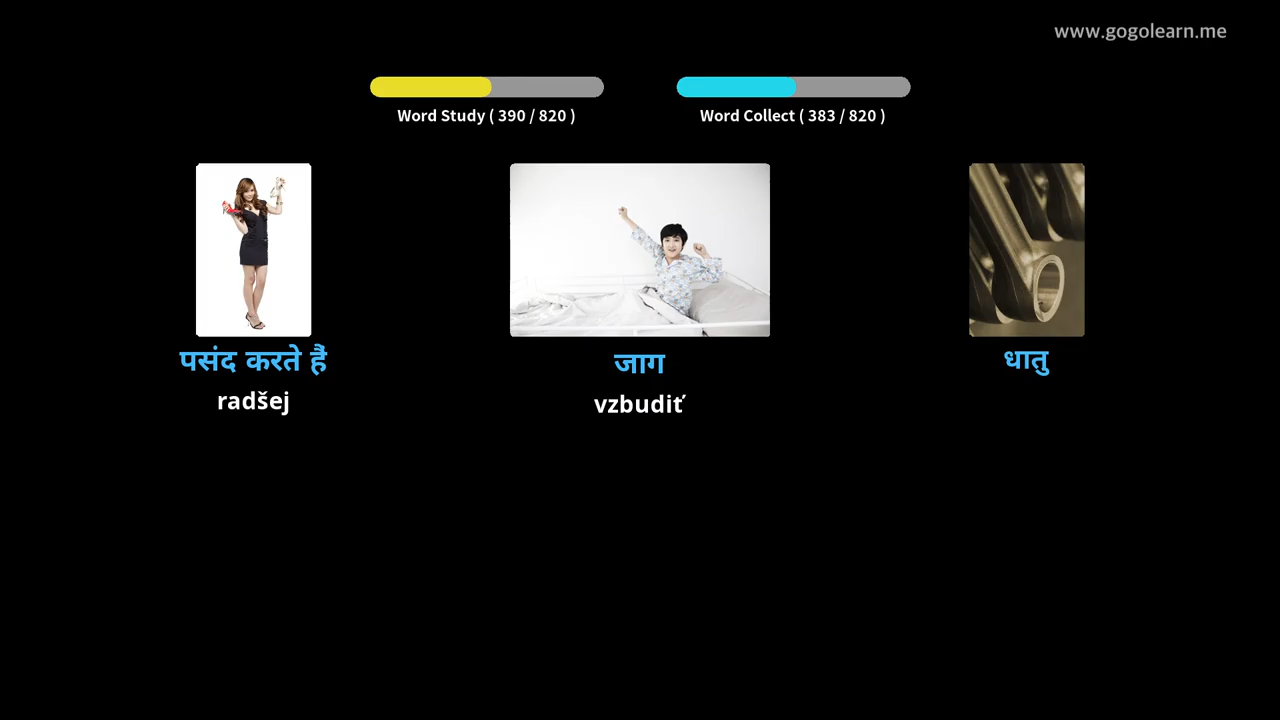 www.gogolearn.me
Word Study ( 390 / 820 )
Word Collect ( 383 / 820 )
पसंद करते हैं
जाग
धातु
radšej
vzbudiť